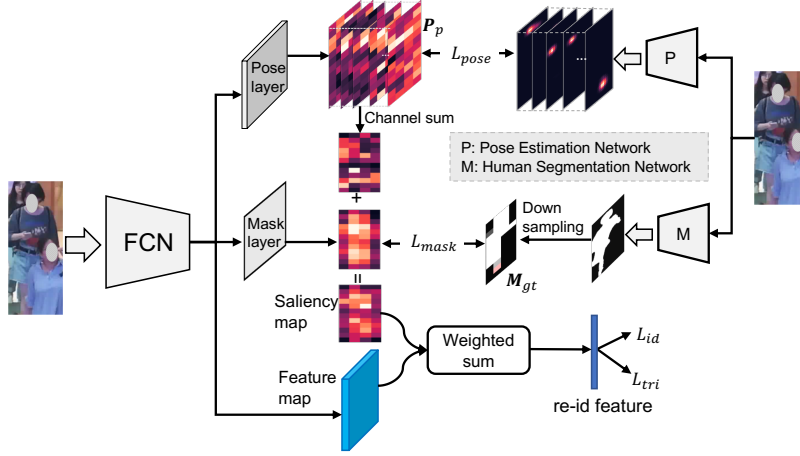 P_p
Pose
layer
L_pose
P
Channel sum
P: Pose Estimation Network
M: Human Segmentation Network
+
FCN
Mask
layer
L_mask
Down
sampling
M
M_gt
=
Saliency
map
Weighted
sum
L_id
Feature
map
L_tri
re-id feature